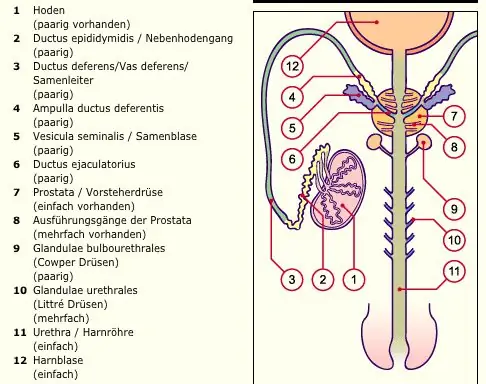 1 Hoden
(paarig vorhanden)
2 Ductus epididymidis / Nebenhodengang
(paarig)
3 Ductus deferens/Vas deferens/
Samenleiter
(paarig)
4 Ampulla ductus deferentis
(paarig)
5 Vesicula seminalis / Samenblase
(paarig)
6 Ductus ejaculatorius
(paarig)
7 Prostata / Vorsteherdrüse
(einfach vorhanden)
8 Ausführungsgänge der Prostata
(mehrfach vorhanden)
9 Glandulae bulbourethrales
(Cowper Drüsen)
(paarig)
10 Glandulae urethrales
(Littré Drüsen)
(mehrfach)
11 Urethra / Harnröhre
(einfach)
12 Harnblase
(einfach)
12
4
5
7
8
6
9
10
11
3
2
1